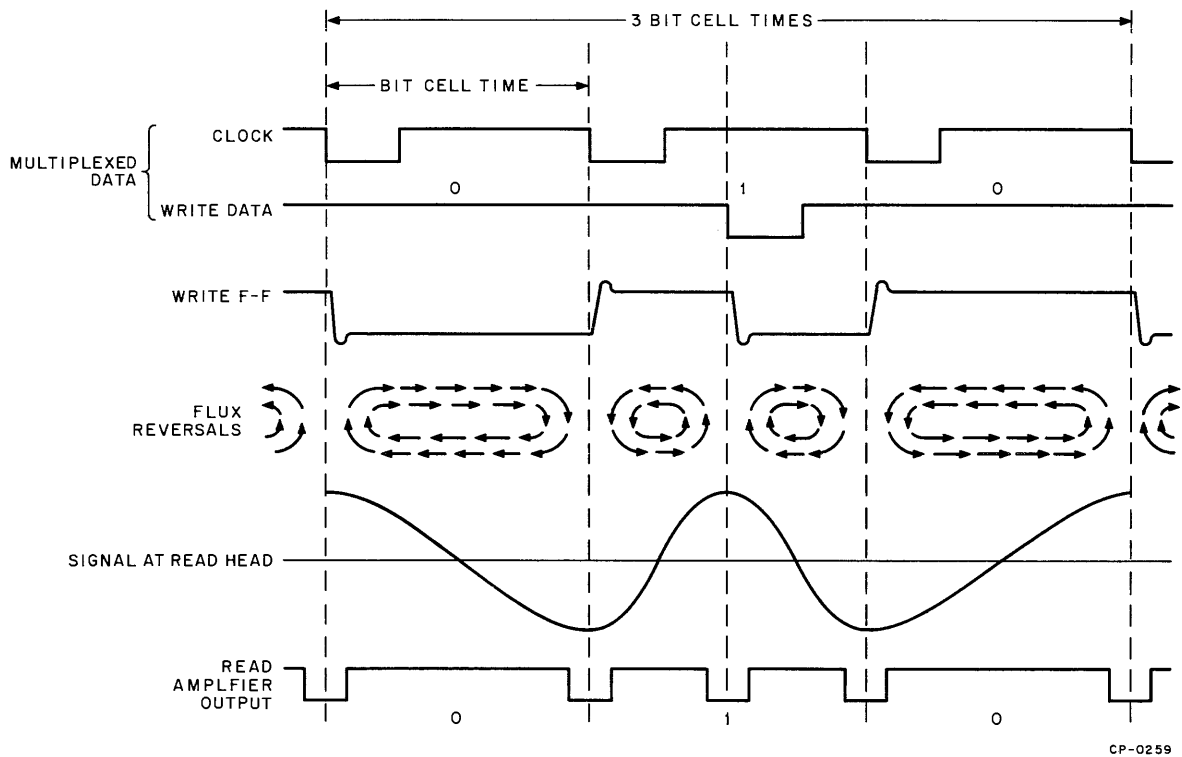 3 BIT CELL TIMES
BIT CELL TIME
CLOCK
MULTIPLEXED
DATA
0 1 0
WRITE DATA
WRITE F-F
FLUX
REVERSALS
SIGNAL AT READ HEAD
READ
AMPLFIER
OUTPUT
0 1 0
CP-0259